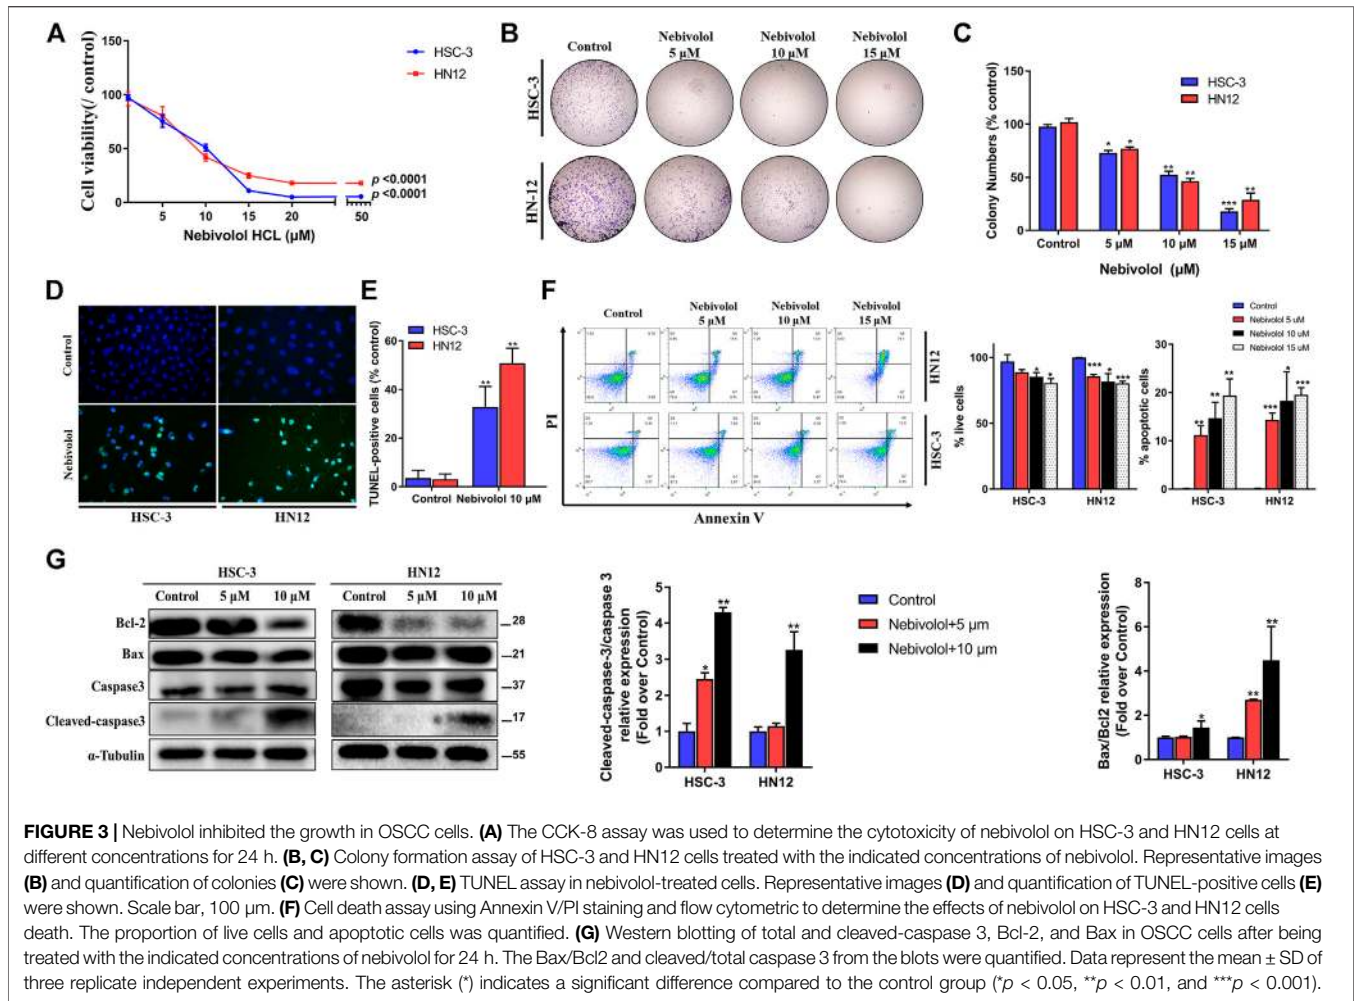 A
150
100
50
0
Cell viability(/ control)
5
10
15
20
50
Nebivolol HCL (µM)
HSC-3
HN12
p <0.0001
p <0.0001
B
Control
Nebivolol
5 µM
Nebivolol
10 µM
Nebivolol
15 µM
HSC-3
HN-12
C
150
100
50
0
Colony Numbers (% control)
HSC-3
HN12
*
*
**
**
***
**
Control
5 µM
10 µM
15 µM
Nebivolol (µM)
D
Control
Nebivolol
HSC-3
HN12
E
60
40
20
0
TUNEL-positive cells (% control)
HSC-3
HN12
**
**
Control
Nebivolol 10 µM
F
Control
Nebivolol
5 µM
Nebivolol
10 µM
Nebivolol
15 µM
HN12
HSC-3
PI
Annexin V
100
50
0
% live cells
*
*
***
*
***
HSC-3
HN12
Control
Nebivolol 5 uM
Nebivolol 10 uM
Nebivolol 15 uM
30
20
10
0
% apoptotic cells
**
**
**
***
*
***
HSC-3
HN12
G
HSC-3
HN12
Control
5 µM
10 µM
Control
5 µM
10 µM
Bcl-2
28
Bax
21
Caspase3
37
Cleaved-caspase3
17
α-Tubulin
55
Cleaved-caspase-3/caspase 3
relative expression
(Fold over Control)
5
4
3
2
1
0
*
**
**
HSC-3
HN12
Control
Nebivolol+5 µm
Nebivolol+10 µm
Bax/Bcl2 relative expression
(Fold over Control)
8
6
4
2
0
*
**
**
HSC-3
HN12
FIGURE 3 | Nebivolol inhibited the growth in OSCC cells. (A) The CCK-8 assay was used to determine the cytotoxicity of nebivolol on HSC-3 and HN12 cells at
different concentrations for 24 h. (B, C) Colony formation assay of HSC-3 and HN12 cells treated with the indicated concentrations of nebivolol. Representative images
(B) and quantification of colonies (C) were shown. (D, E) TUNEL assay in nebivolol-treated cells. Representative images (D) and quantification of TUNEL-positive cells (E)
were shown. Scale bar, 100 µm. (F) Cell death assay using Annexin V/PI staining and flow cytometric to determine the effects of nebivolol on HSC-3 and HN12 cells
death. The proportion of live cells and apoptotic cells was quantified. (G) Western blotting of total and cleaved-caspase 3, Bcl-2, and Bax in OSCC cells after being
treated with the indicated concentrations of nebivolol for 24 h. The Bax/Bcl2 and cleaved/total caspase 3 from the blots were quantified. Data represent the mean ± SD of
three replicate independent experiments. The asterisk (*) indicates a significant difference compared to the control group (*p < 0.05, **p < 0.01, and ***p < 0.001).